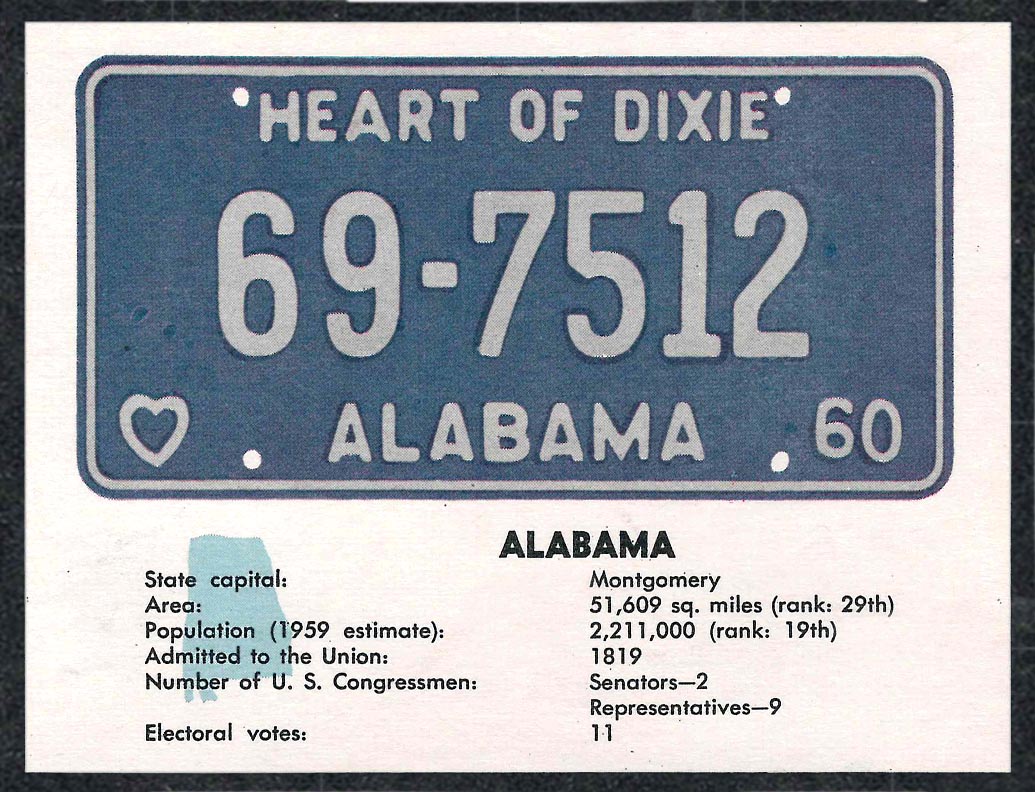 HEART OF DIXIE
69-7512
ALABAMA 60
ALABAMA
State capital: Montgomery
Area: 51,609 sq. miles (rank: 29th)
Population (1959 estimate): 2,211,000 (rank: 19th)
Admitted to the Union: 1819
Number of U. S. Congressmen: Senators—2
Representatives—9
Electoral votes: 11